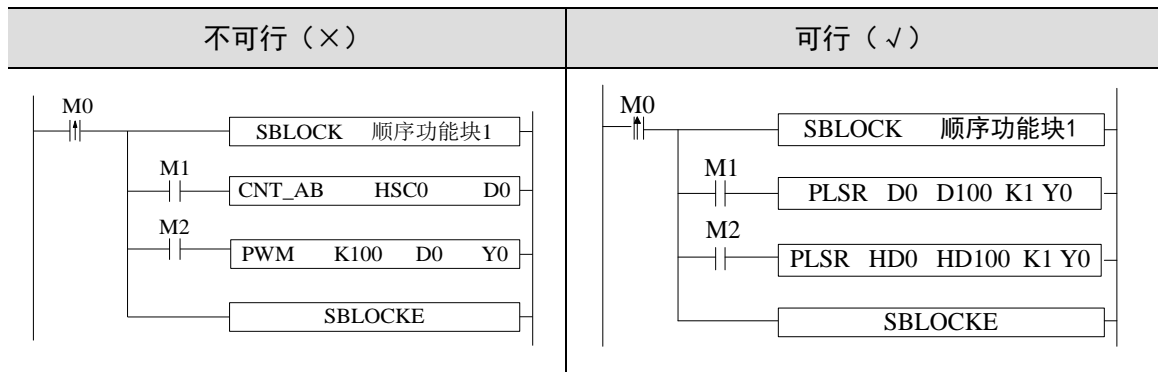 不可行（×）
可行（√）
M0
SBLOCK 顺序功能块1
M1
CNT_AB HSC0 D0
M2
PWM K100 D0 Y0
SBLOCKE
M0
SBLOCK 顺序功能块1
M1
PLSR D0 D100 K1 Y0
M2
PLSR HD0 HD100 K1 Y0
SBLOCKE